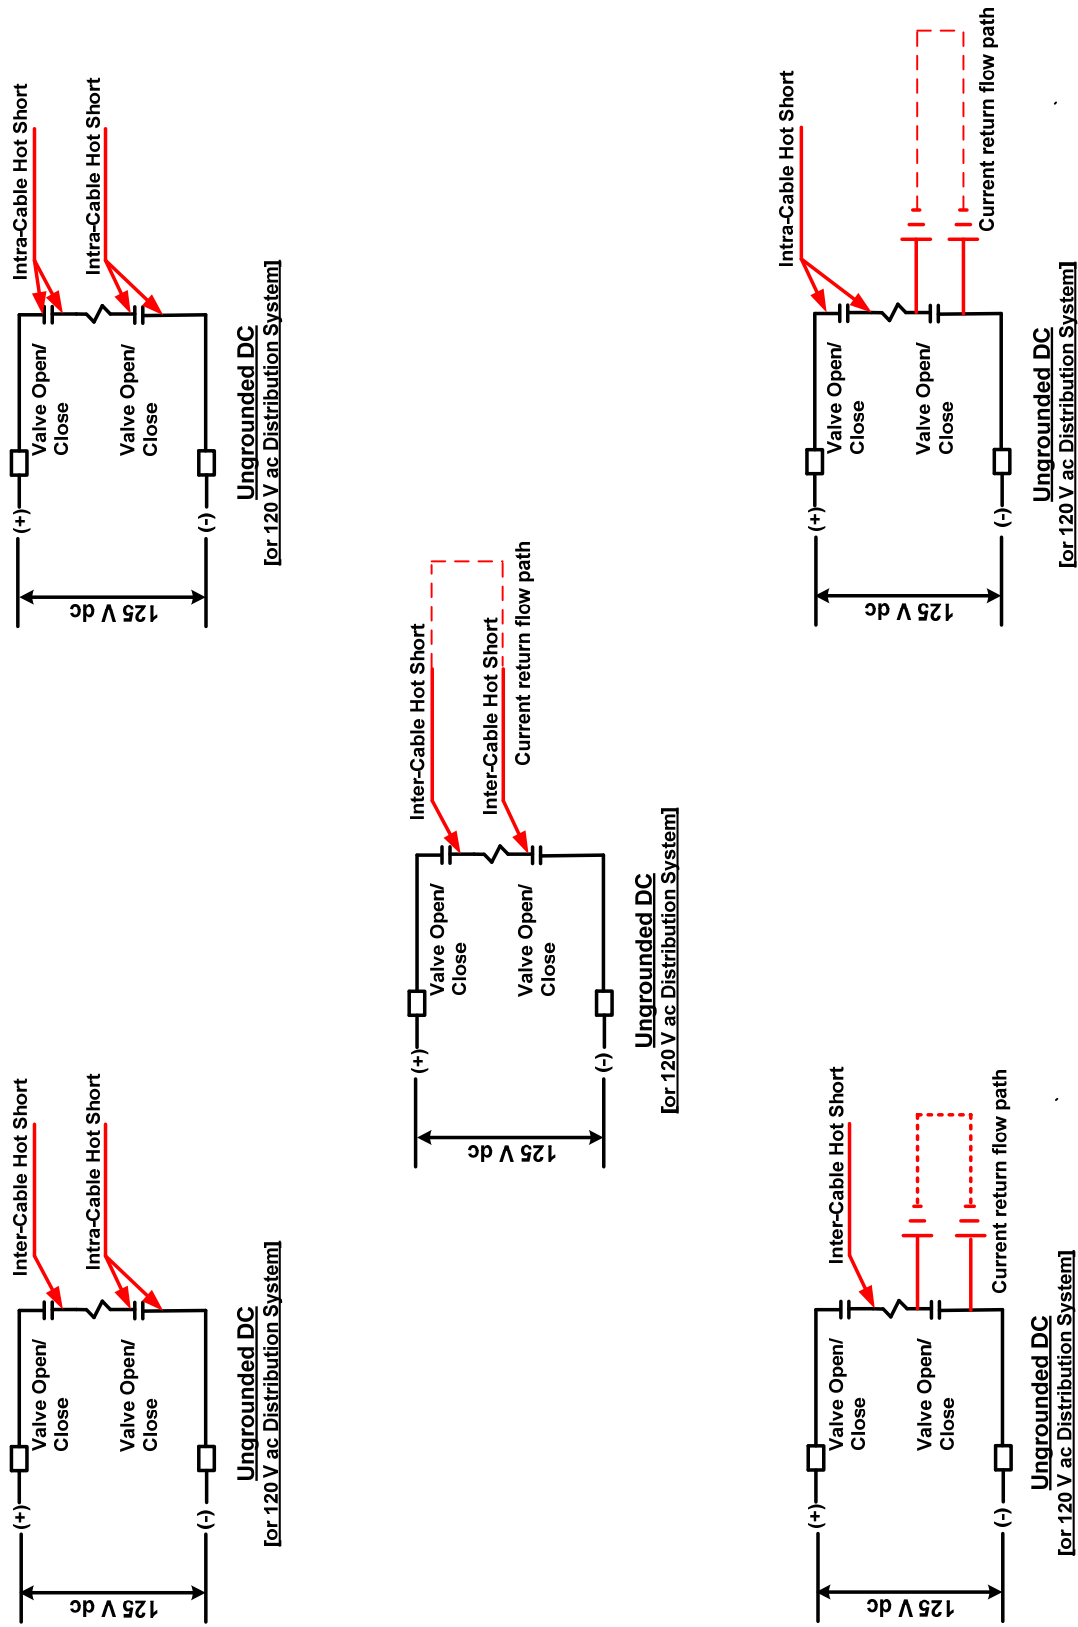 Inter-Cable Hot Short
Intra-Cable Hot Short
(+)
Valve Open/
Close
125 V dc
Valve Open/
Close
(-)
Ungrounded DC
[or 120 V ac Distribution System]
Intra-Cable Hot Short
Intra-Cable Hot Short
(+)
Valve Open/
Close
125 V dc
Valve Open/
Close
(-)
Ungrounded DC
[or 120 V ac Distribution System]
Inter-Cable Hot Short
Inter-Cable Hot Short
Current return flow path
(+)
Valve Open/
Close
125 V dc
Valve Open/
Close
(-)
Ungrounded DC
[or 120 V ac Distribution System]
Inter-Cable Hot Short
(+)
Valve Open/
Close
125 V dc
Valve Open/
Close
Current return flow path
(-)
Ungrounded DC
[or 120 V ac Distribution System]
Intra-Cable Hot Short
(+)
Valve Open/
Close
125 V dc
Valve Open/
Close
Current return flow path
(-)
Ungrounded DC
[or 120 V ac Distribution System]